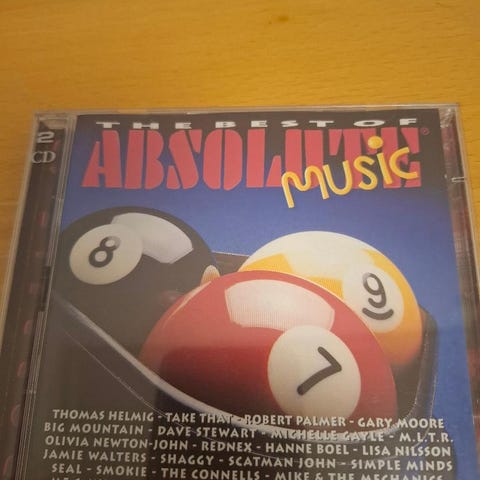 2
CD
THE BEST OF
ABSOLUTE®
MUSIC
8
9
7
THOMAS HELMIG - TAKE THAT - ROBERT PALMER - GARY MOORE
BIG MOUNTAIN - DAVE STEWART - MICHELLE GAYLE - M.L.T.R.
OLIVIA NEWTON-JOHN - REDNEX - HANNE BOEL - LISA NILSSON
JAMIE WALTERS - SHAGGY - SCATMAN JOHN - SIMPLE MINDS
SEAL - SMOKIE - THE CONNELLS - MIKE & THE MECHANICS